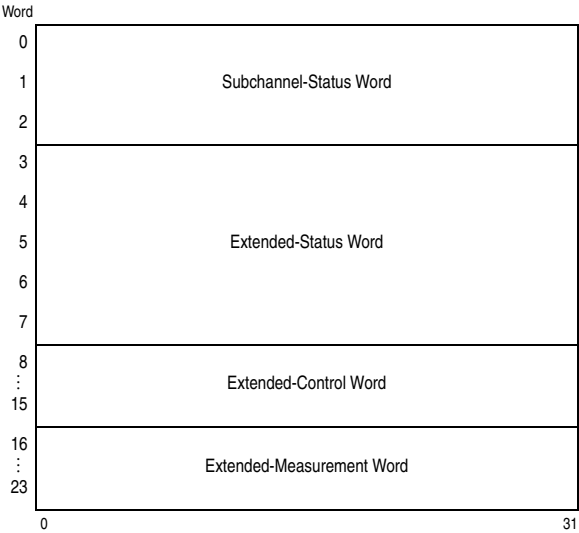 Word
0
1 Subchannel-Status Word
2
3
4
5 Extended-Status Word
6
7
8
⋮ Extended-Control Word
15
16
⋮ Extended-Measurement Word
23
0 31